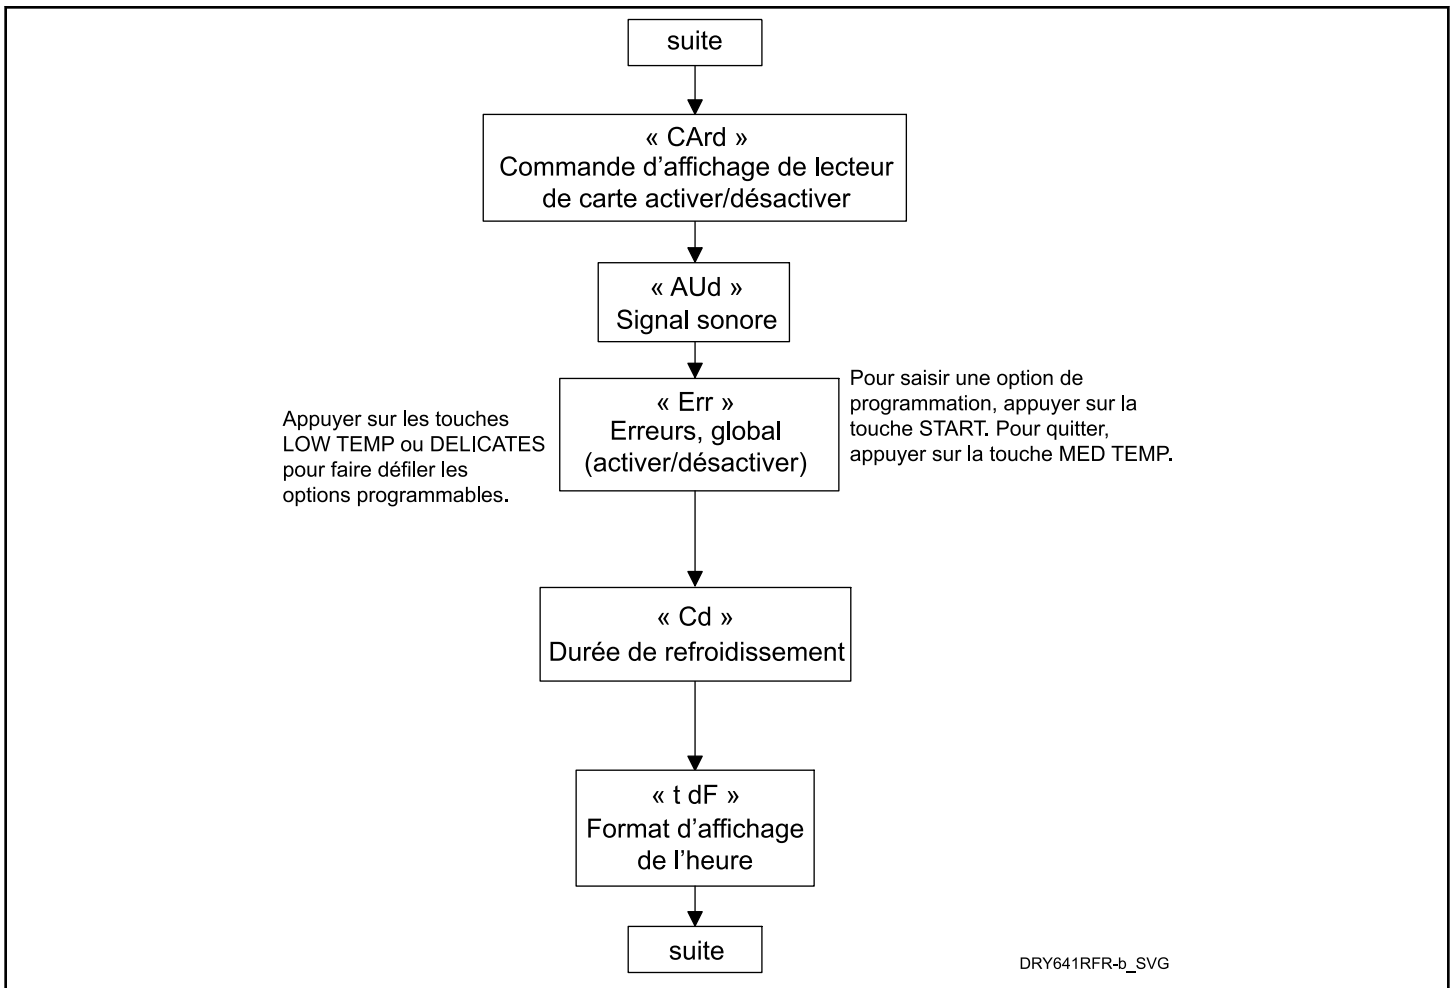 suite
« CArd »
Commande d’affichage de lecteur
de carte activer/désactiver
« AUd »
Signal sonore
« Err »
Erreurs, global
(activer/désactiver)
Appuyer sur les touches
LOW TEMP ou DELICATES
pour faire défiler les
options programmables.
Pour saisir une option de
programmation, appuyer sur la
touche START. Pour quitter,
appuyer sur la touche MED TEMP.
« Cd »
Durée de refroidissement
« t dF »
Format d’affichage
de l’heure
suite
DRY641RFR-b_SVG